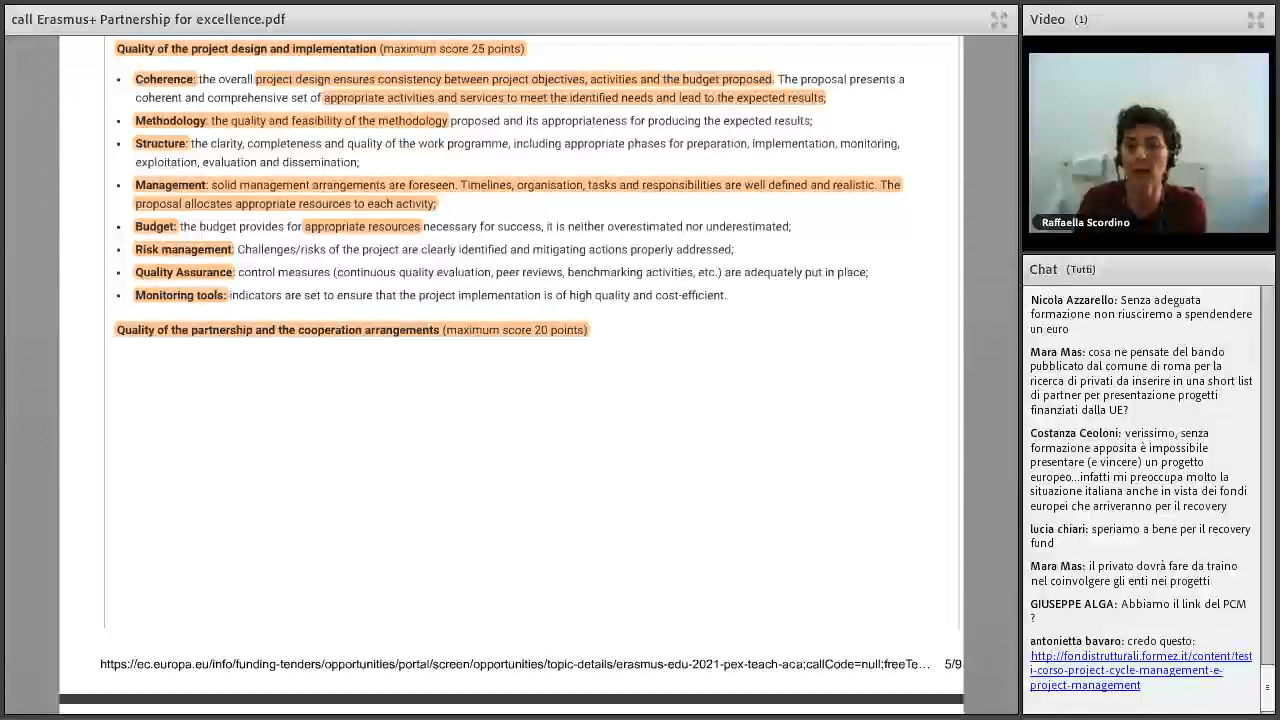 call Erasmus+ Partnership for excellence.pdf
Quality of the project design and implementation (maximum score 25 points)
• Coherence: the overall project design ensures consistency between project objectives, activities and the budget proposed. The proposal presents a
coherent and comprehensive set of appropriate activities and services to meet the identified needs and lead to the expected results;
• Methodology: the quality and feasibility of the methodology proposed and its appropriateness for producing the expected results;
• Structure: the clarity, completeness and quality of the work programme, including appropriate phases for preparation, implementation, monitoring,
exploitation, evaluation and dissemination;
• Management: solid management arrangements are foreseen. Timelines, organisation, tasks and responsibilities are well defined and realistic. The
proposal allocates appropriate resources to each activity;
• Budget: the budget provides for appropriate resources necessary for success, it is neither overestimated nor underestimated;
• Risk management: Challenges/risks of the project are clearly identified and mitigating actions properly addressed;
• Quality Assurance: control measures (continuous quality evaluation, peer reviews, benchmarking activities, etc.) are adequately put in place;
• Monitoring tools: indicators are set to ensure that the project implementation is of high quality and cost-efficient.
Quality of the partnership and the cooperation arrangements (maximum score 20 points)
https://ec.europa.eu/info/funding-tenders/opportunities/portal/screen/opportunities/topic-details/erasmus-edu-2021-pex-teach-aca;callCode=null;freeTe… 5/9
Video (1)
Raffaella Scordino
Chat (Tutti)
Nicola Azzarello: Senza adeguata
formazione non riusciremo a spendendere
un euro
Mara Mas: cosa ne pensate del bando
pubblicato dal comune di roma per la
ricerca di privati da inserire in una short list
di partner per presentazione progetti
finanziati dalla UE?
Costanza Ceoloni: verissimo, senza
formazione apposita è impossibile
presentare (e vincere) un progetto
europeo...infatti mi preoccupa molto la
situazione italiana anche in vista dei fondi
europei che arriveranno per il recovery
lucia chiari: speriamo a bene per il recovery
fund
Mara Mas: il privato dovrà fare da traino
nel coinvolgere gli enti nei progetti
GIUSEPPE ALGA: Abbiamo il link del PCM
?
antonietta bavaro: credo questo:
http://fondistrutturali.formez.it/content/test
i-corso-project-cycle-management-e-
project-management